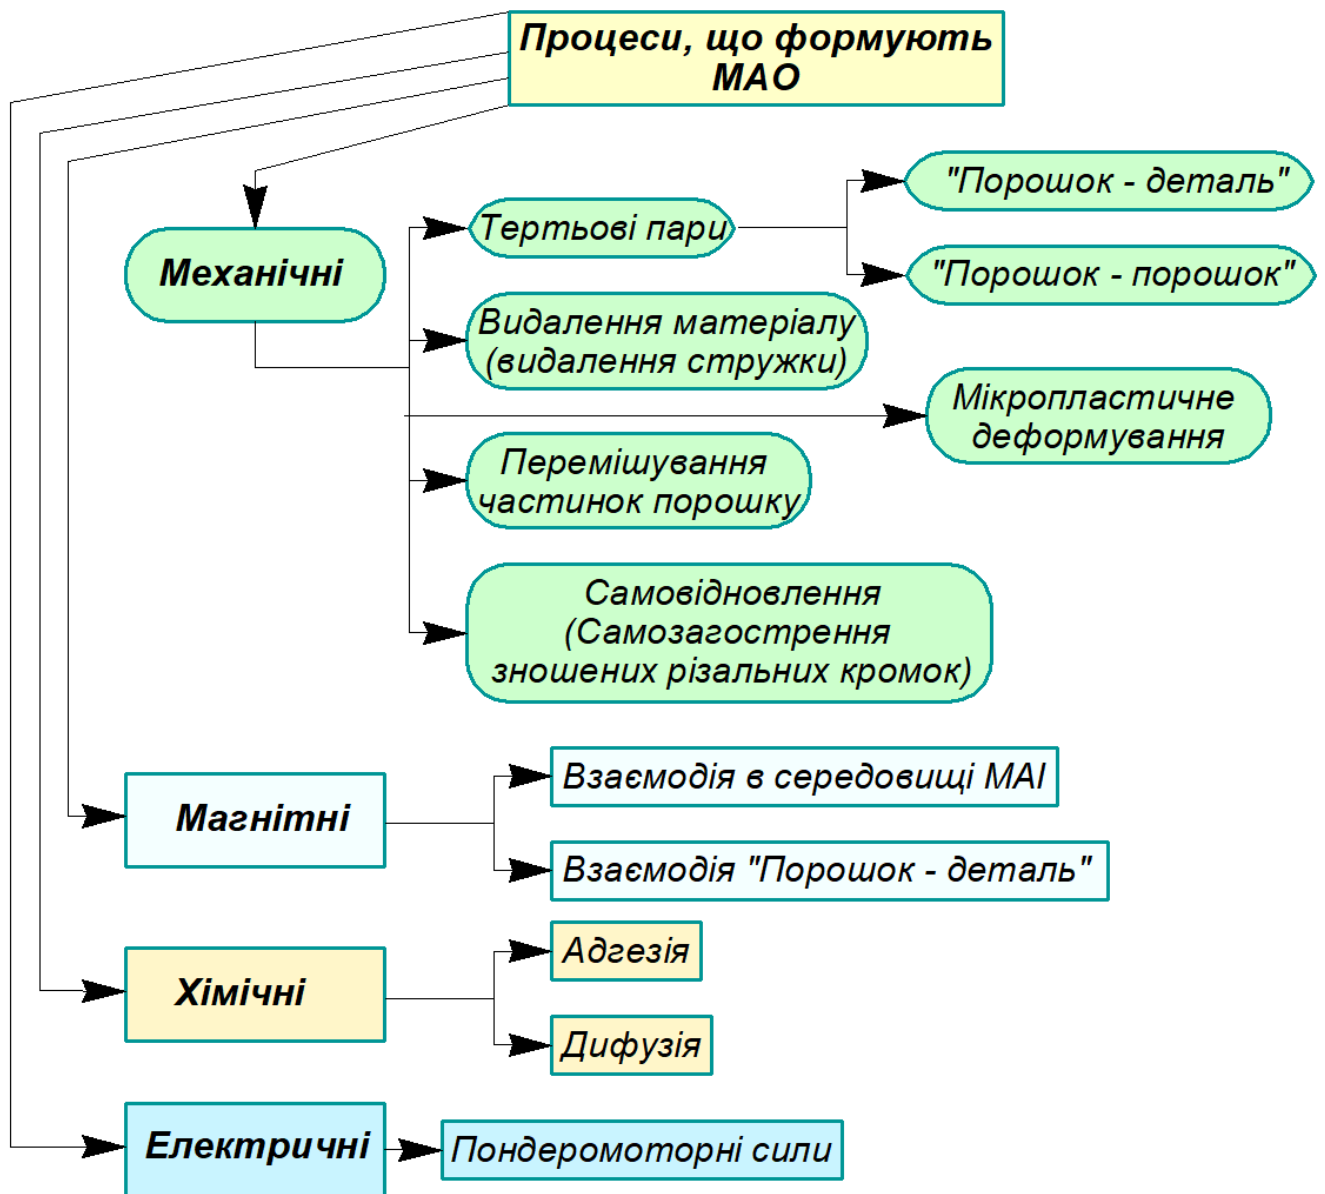 Процеси, що формують
МАО
Механічні
Тертьові пари
"Порошок - деталь"
"Порошок - порошок"
Видалення матеріалу
(видалення стружки)
Мікропластичне
деформування
Перемішування
частинок порошку
Самовідновлення
(Самозагострення
зношених різальних кромок)
Магнітні
Взаємодія в середовищі МАІ
Взаємодія "Порошок - деталь"
Хімічні
Адгезія
Дифузія
Електричні
Пондеромоторні сили